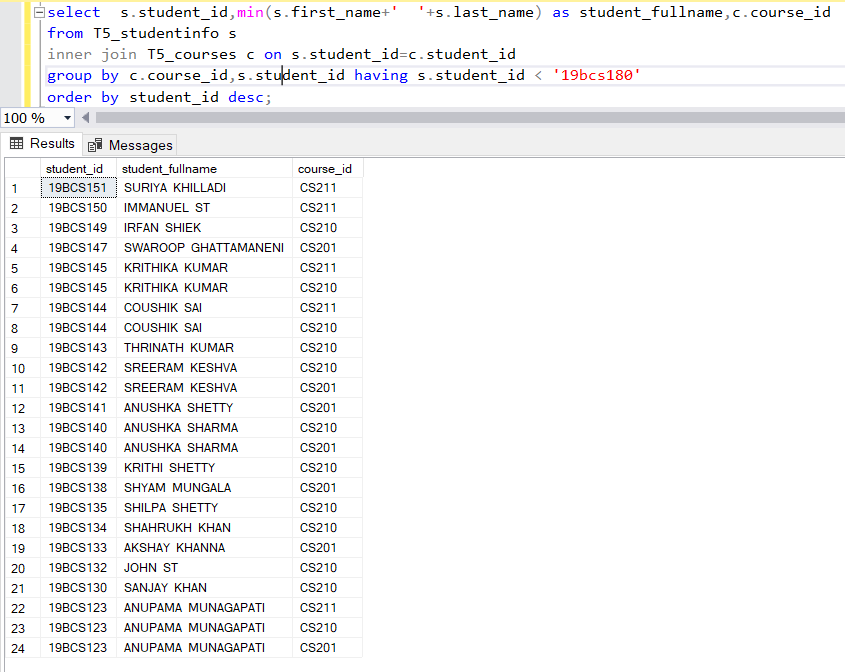 select  s.student_id,min(s.first_name+'  '+s.last_name) as student_fullname,c.course_id
from T5_studentinfo s
inner join T5_courses c on s.student_id=c.student_id
group by c.course_id,s.student_id having s.student_id < '19bcs180'
order by student_id desc;
100 %
Results Messages
student_id student_fullname course_id
1 19BCS151 SURIYA KHILLADI CS211
2 19BCS150 IMMANUEL ST CS211
3 19BCS149 IRFAN SHIEK CS210
4 19BCS147 SWAROOP GHATTAMANENI CS201
5 19BCS145 KRITHIKA KUMAR CS211
6 19BCS145 KRITHIKA KUMAR CS210
7 19BCS144 COUSHIK SAI CS211
8 19BCS144 COUSHIK SAI CS210
9 19BCS143 THRINATH KUMAR CS210
10 19BCS142 SREERAM KESHVA CS210
11 19BCS142 SREERAM KESHVA CS201
12 19BCS141 ANUSHKA SHETTY CS201
13 19BCS140 ANUSHKA SHARMA CS210
14 19BCS140 ANUSHKA SHARMA CS201
15 19BCS139 KRITHI SHETTY CS210
16 19BCS138 SHYAM MUNGALA CS201
17 19BCS135 SHILPA SHETTY CS210
18 19BCS134 SHAHRUKH KHAN CS210
19 19BCS133 AKSHAY KHANNA CS201
20 19BCS132 JOHN ST CS210
21 19BCS130 SANJAY KHAN CS210
22 19BCS123 ANUPAMA MUNAGAPATI CS211
23 19BCS123 ANUPAMA MUNAGAPATI CS210
24 19BCS123 ANUPAMA MUNAGAPATI CS201